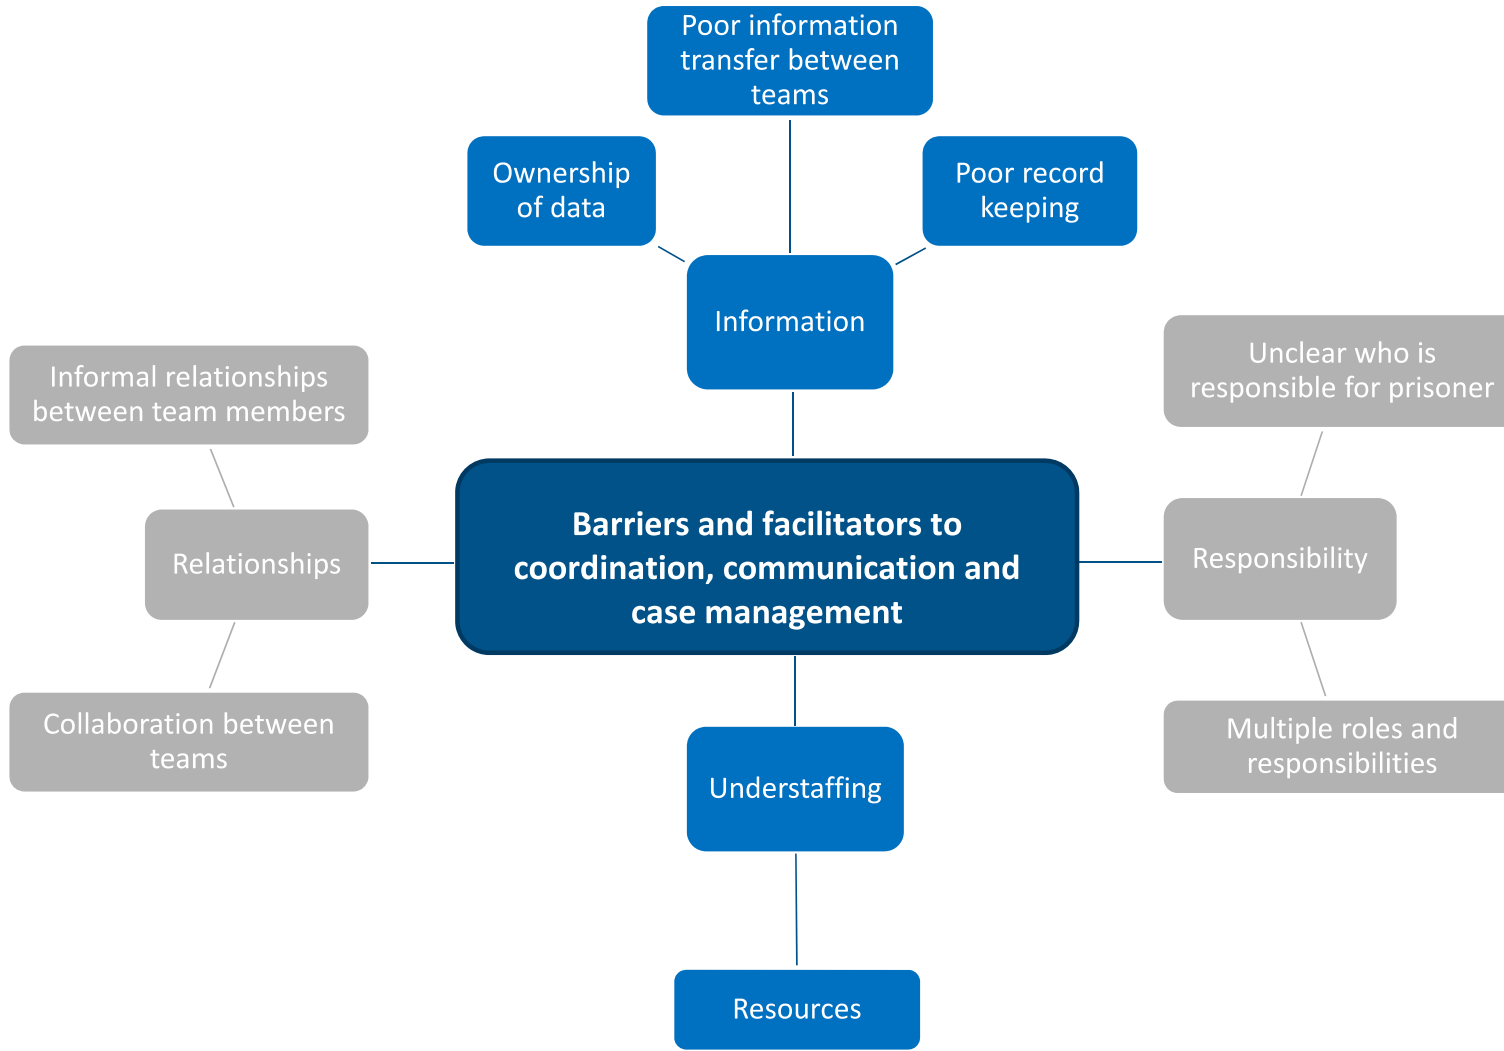 Poor information
transfer between
teams
Ownership
of data
Poor record
keeping
Information
Informal relationships
between team members
Unclear who is
responsible for prisoner
Relationships
Barriers and facilitators to
coordination, communication and
case management
Responsibility
Collaboration between
teams
Multiple roles and
responsibilities
Understaffing
Resources